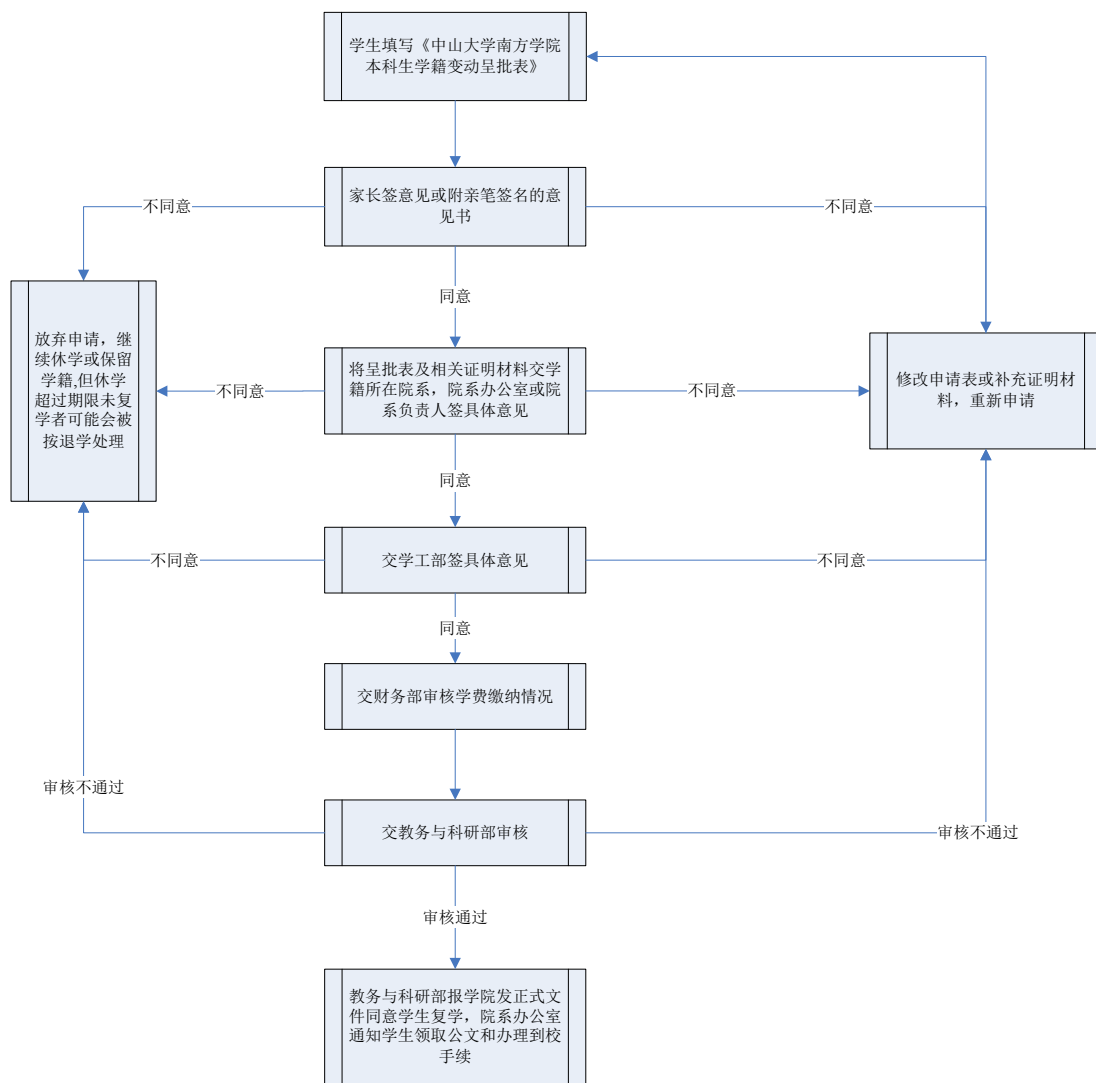 学生填写《中山大学南方学院
本科生学籍变动呈批表》
家长签意见或附亲笔签名的意
见书
不同意
不同意
同意
放弃申请，继
续休学或保留
学籍,但休学
超过期限未复
学者可能会被
按退学处理
将呈批表及相关证明材料交学
籍所在院系，院系办公室或院
系负责人签具体意见
修改申请表或补充证明材
料，重新申请
不同意
不同意
同意
交学工部签具体意见
不同意
不同意
同意
交财务部审核学费缴纳情况
审核不通过
交教务与科研部审核
审核不通过
审核通过
教务与科研部报学院发正式文
件同意学生复学，院系办公室
通知学生领取公文和办理到校
手续